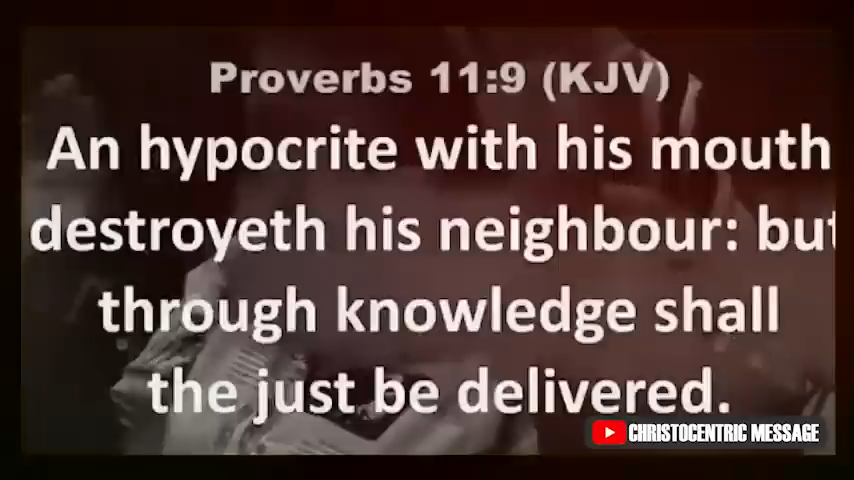 Proverbs 11:9 (KJV)
An hypocrite with his mouth
destroyeth his neighbour: but
through knowledge shall
the just be delivered.
CHRISTOCENTRIC MESSAGE